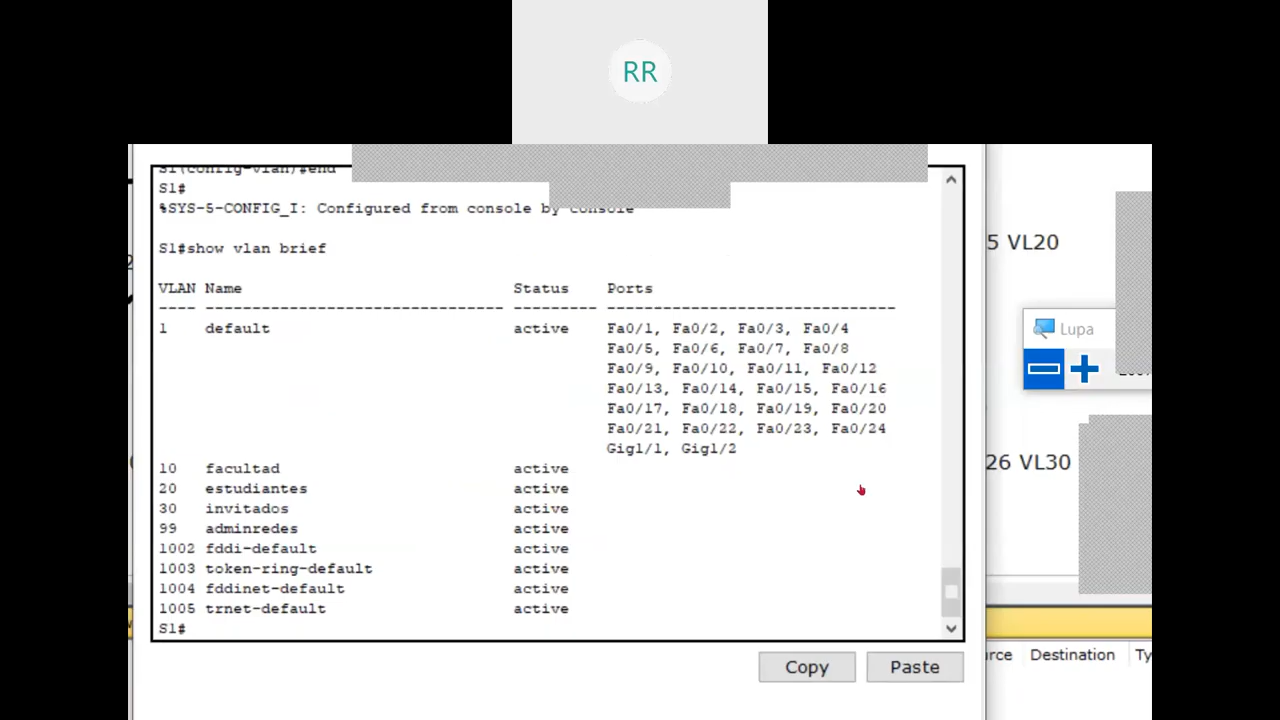 RR
S1(config-vlan)#end
S1#
%SYS-5-CONFIG_I: Configured from console by console
S1#show vlan brief
VLAN Name Status Ports
---- -------------------------------- --------- -------------------------------
1 default active Fa0/1, Fa0/2, Fa0/3, Fa0/4
Fa0/5, Fa0/6, Fa0/7, Fa0/8
Fa0/9, Fa0/10, Fa0/11, Fa0/12
Fa0/13, Fa0/14, Fa0/15, Fa0/16
Fa0/17, Fa0/18, Fa0/19, Fa0/20
Fa0/21, Fa0/22, Fa0/23, Fa0/24
Gig1/1, Gig1/2
10 facultad active
20 estudiantes active
30 invitados active
99 adminredes active
1002 fddi-default active
1003 token-ring-default active
1004 fddinet-default active
1005 trnet-default active
S1#
Copy Paste
5 VL20
Lupa
26 VL30
Destination